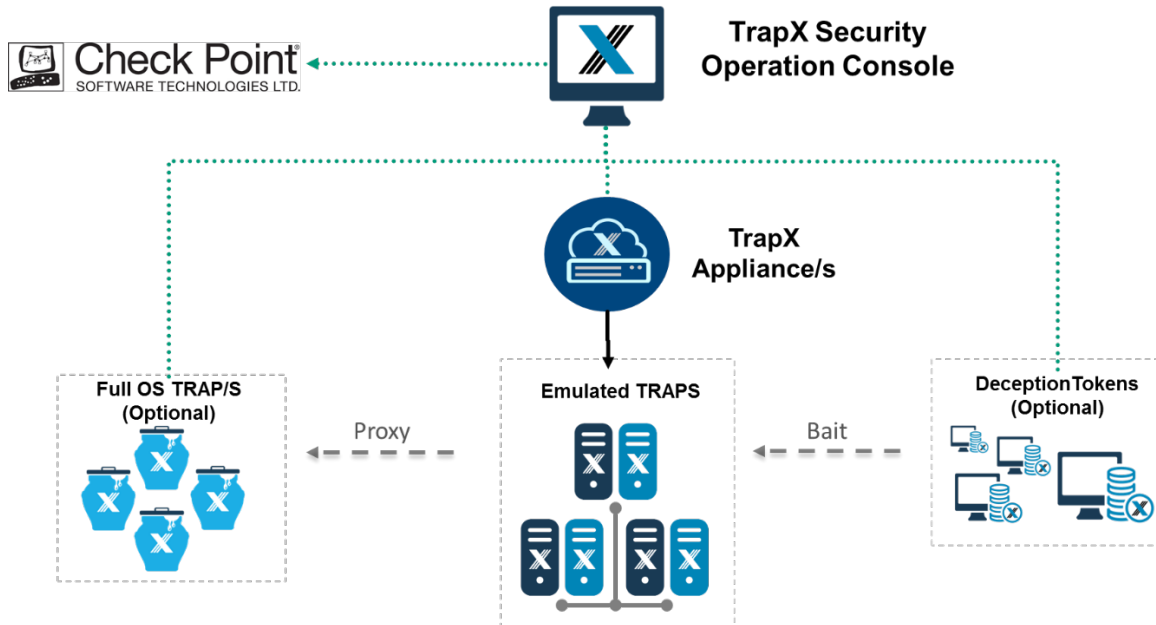 TrapX Security
Operation Console
Check Point®
SOFTWARE TECHNOLOGIES LTD.
TrapX
Appliance/s
Full OS TRAP/S
(Optional)
Emulated TRAPS
DeceptionTokens
(Optional)
Proxy
Bait